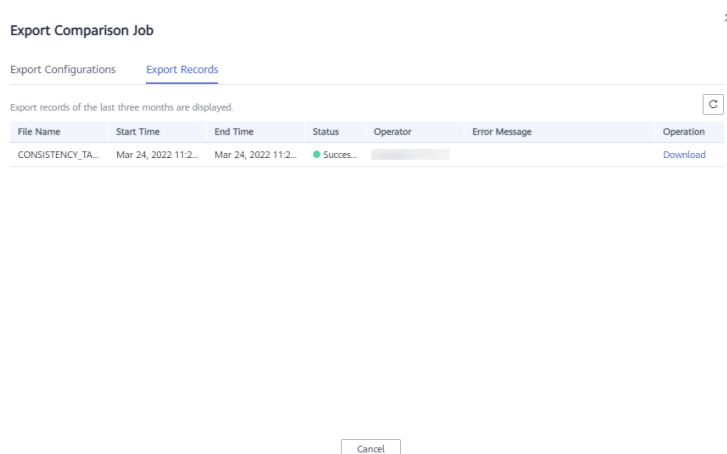 Export Comparison Job
Export Configurations Export Records
Export records of the last three months are displayed.
File Name Start Time End Time Status Operator Error Message Operation
CONSISTENCY_TA... Mar 24, 2022 11:2... Mar 24, 2022 11:2... Succes... Download
Cancel